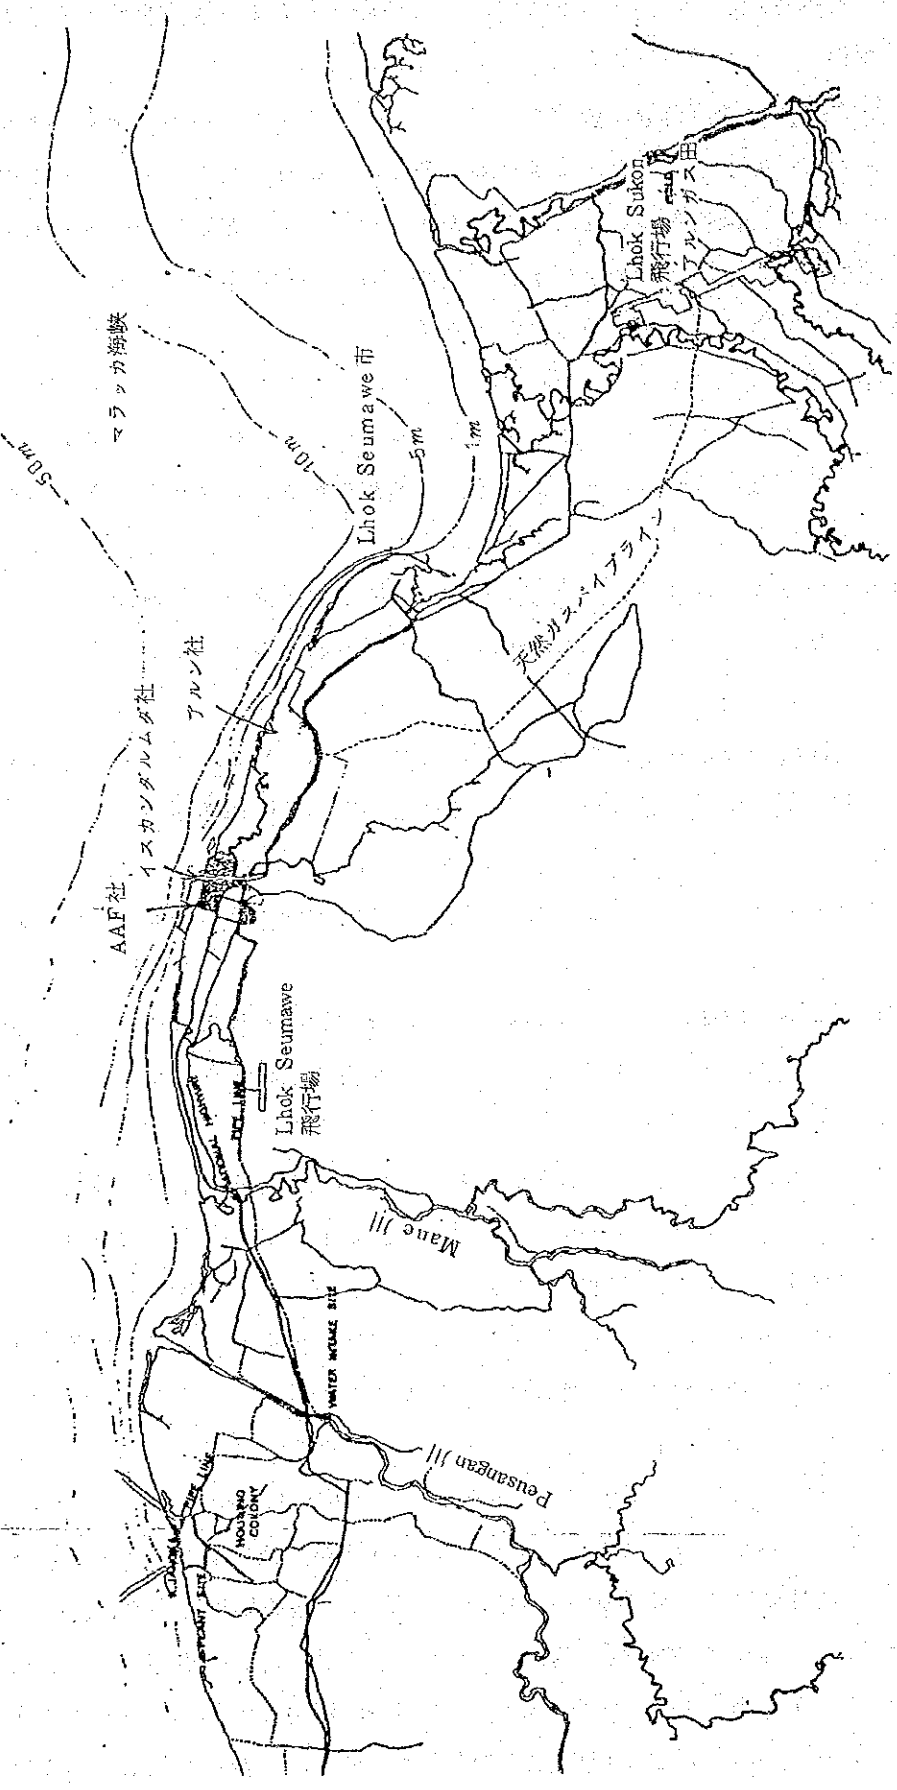 50m
マラッカ海峡
10m
Lhok Seumawe市
5m
1m
Lhok Sukon
飛行場
アルンガス田
天然ガスパイプライン
アルン社
イスカンダルムダ社
AAF社
Lhok Seumawe
飛行場
NATIONAL HIGHWAY
PIPE LINE
Mane川
WATER INTAKE SITE
Peusangan川
PIPE LINE
HOUSING
COLONY
PLANT SITE